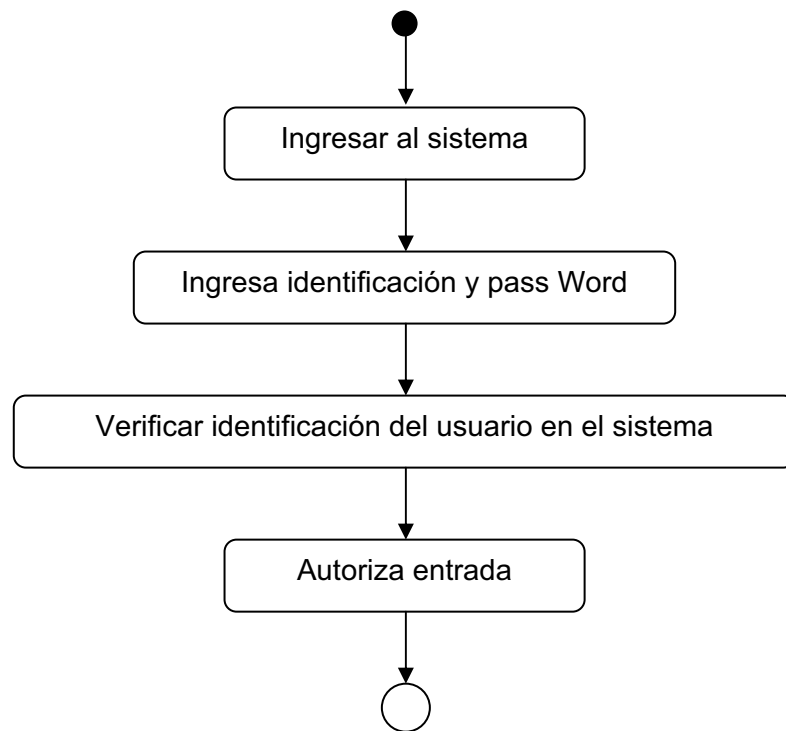 Ingresar al sistema
Ingresa identificación y pass Word
Verificar identificación del usuario en el sistema
Autoriza entrada